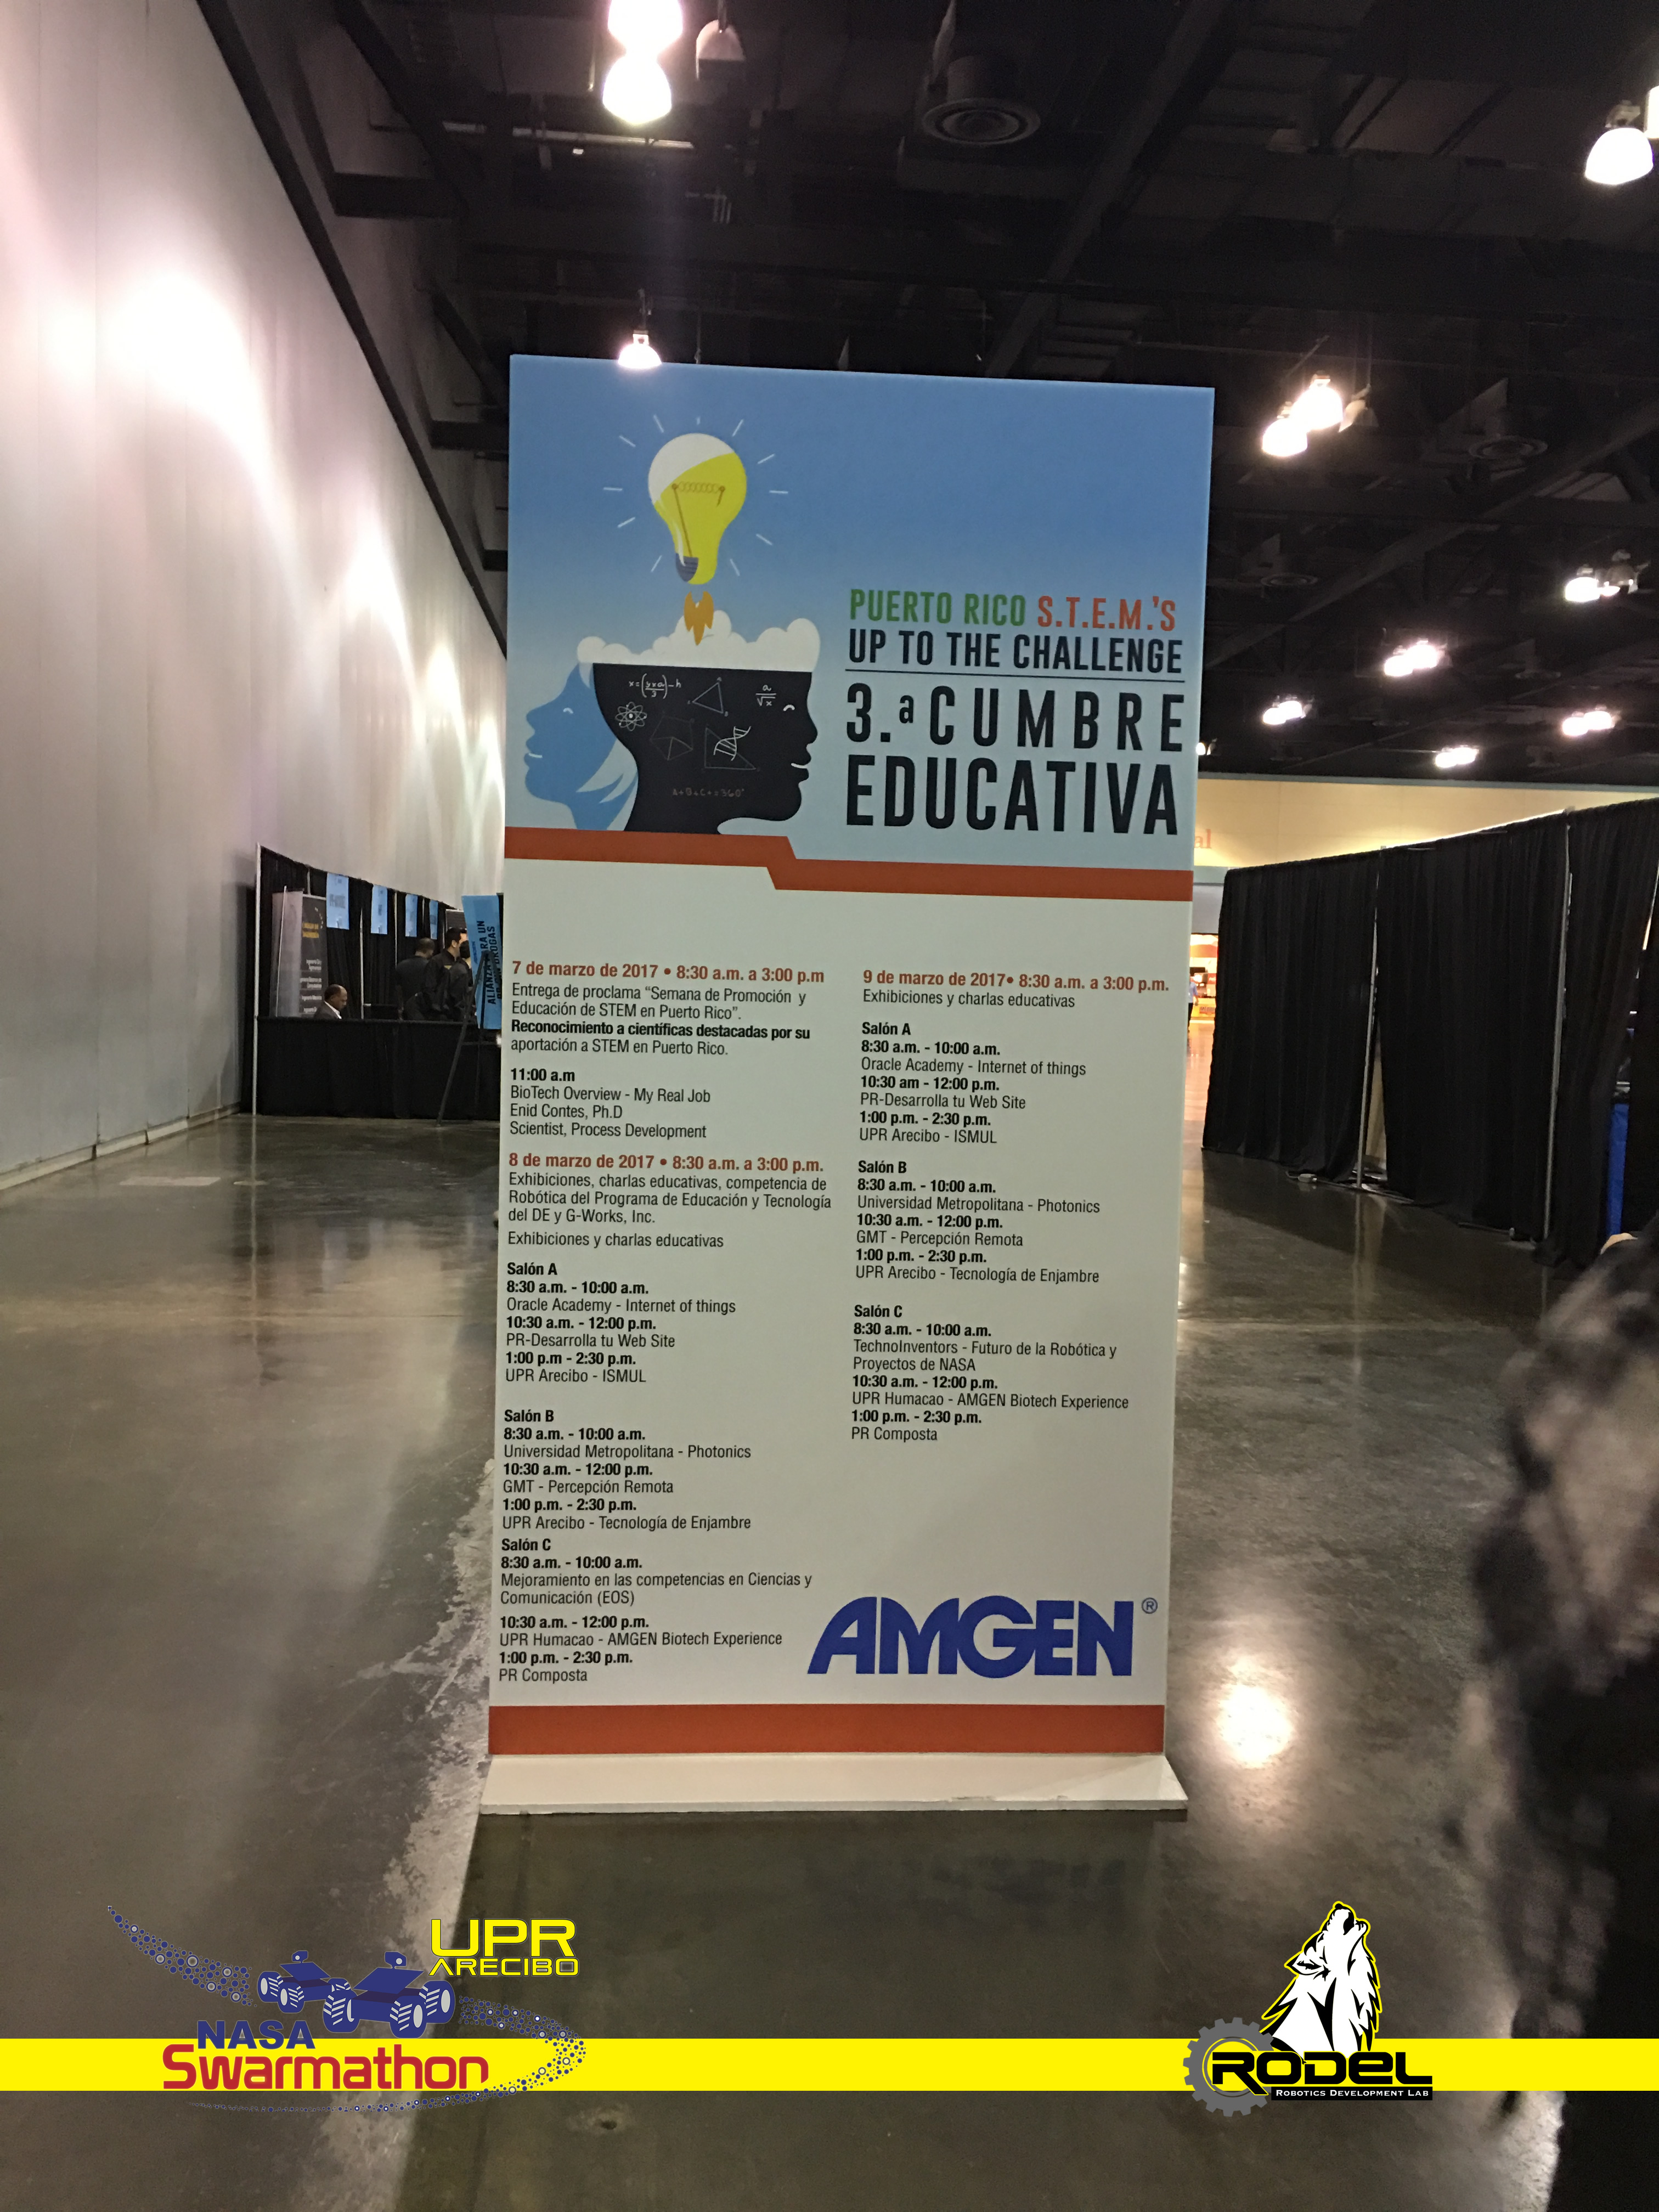 PUERTO RICO S.T.E.M.'S
UP TO THE CHALLENGE
3.ª CUMBRE
EDUCATIVA
7 de marzo de 2017 • 8:30 a.m. a 3:00 p.m
Entrega de proclama “Semana de Promoción y
Educación de STEM en Puerto Rico”.
Reconocimiento a científicas destacadas por su
aportación a STEM en Puerto Rico.
11:00 a.m
BioTech Overview - My Real Job
Enid Contes, Ph.D
Scientist, Process Development
8 de marzo de 2017 • 8:30 a.m. a 3:00 p.m.
Exhibiciones, charlas educativas, competencia de
Robótica del Programa de Educación y Tecnología
del DE y G-Works, Inc.
Exhibiciones y charlas educativas
Salón A
8:30 a.m. - 10:00 a.m.
Oracle Academy - Internet of things
10:30 a.m. - 12:00 p.m.
PR-Desarrolla tu Web Site
1:00 p.m - 2:30 p.m.
UPR Arecibo - ISMUL
Salón B
8:30 a.m. - 10:00 a.m.
Universidad Metropolitana - Photonics
10:30 a.m. - 12:00 p.m.
GMT - Percepción Remota
1:00 p.m. - 2:30 p.m.
UPR Arecibo - Tecnología de Enjambre
Salón C
8:30 a.m. - 10:00 a.m.
Mejoramiento en las competencias en Ciencias y
Comunicación (EOS)
10:30 a.m. - 12:00 p.m.
UPR Humacao - AMGEN Biotech Experience
1:00 p.m. - 2:30 p.m.
PR Composta
9 de marzo de 2017• 8:30 a.m. a 3:00 p.m.
Exhibiciones y charlas educativas
Salón A
8:30 a.m. - 10:00 a.m.
Oracle Academy - Internet of things
10:30 am - 12:00 p.m.
PR-Desarrolla tu Web Site
1:00 p.m. - 2:30 p.m.
UPR Arecibo - ISMUL
Salón B
8:30 a.m. - 10:00 a.m.
Universidad Metropolitana - Photonics
10:30 a.m. - 12:00 p.m.
GMT - Percepción Remota
1:00 p.m. - 2:30 p.m.
UPR Arecibo - Tecnología de Enjambre
Salón C
8:30 a.m. - 10:00 a.m.
TechnoInventors - Futuro de la Robótica y
Proyectos de NASA
10:30 a.m. - 12:00 p.m.
UPR Humacao - AMGEN Biotech Experience
1:00 p.m. - 2:30 p.m.
PR Composta
AMGEN®
UPR
ARECIBO
NASA
Swarmathon
RODEL
ROBOTICS DEVELOPMENT LAB